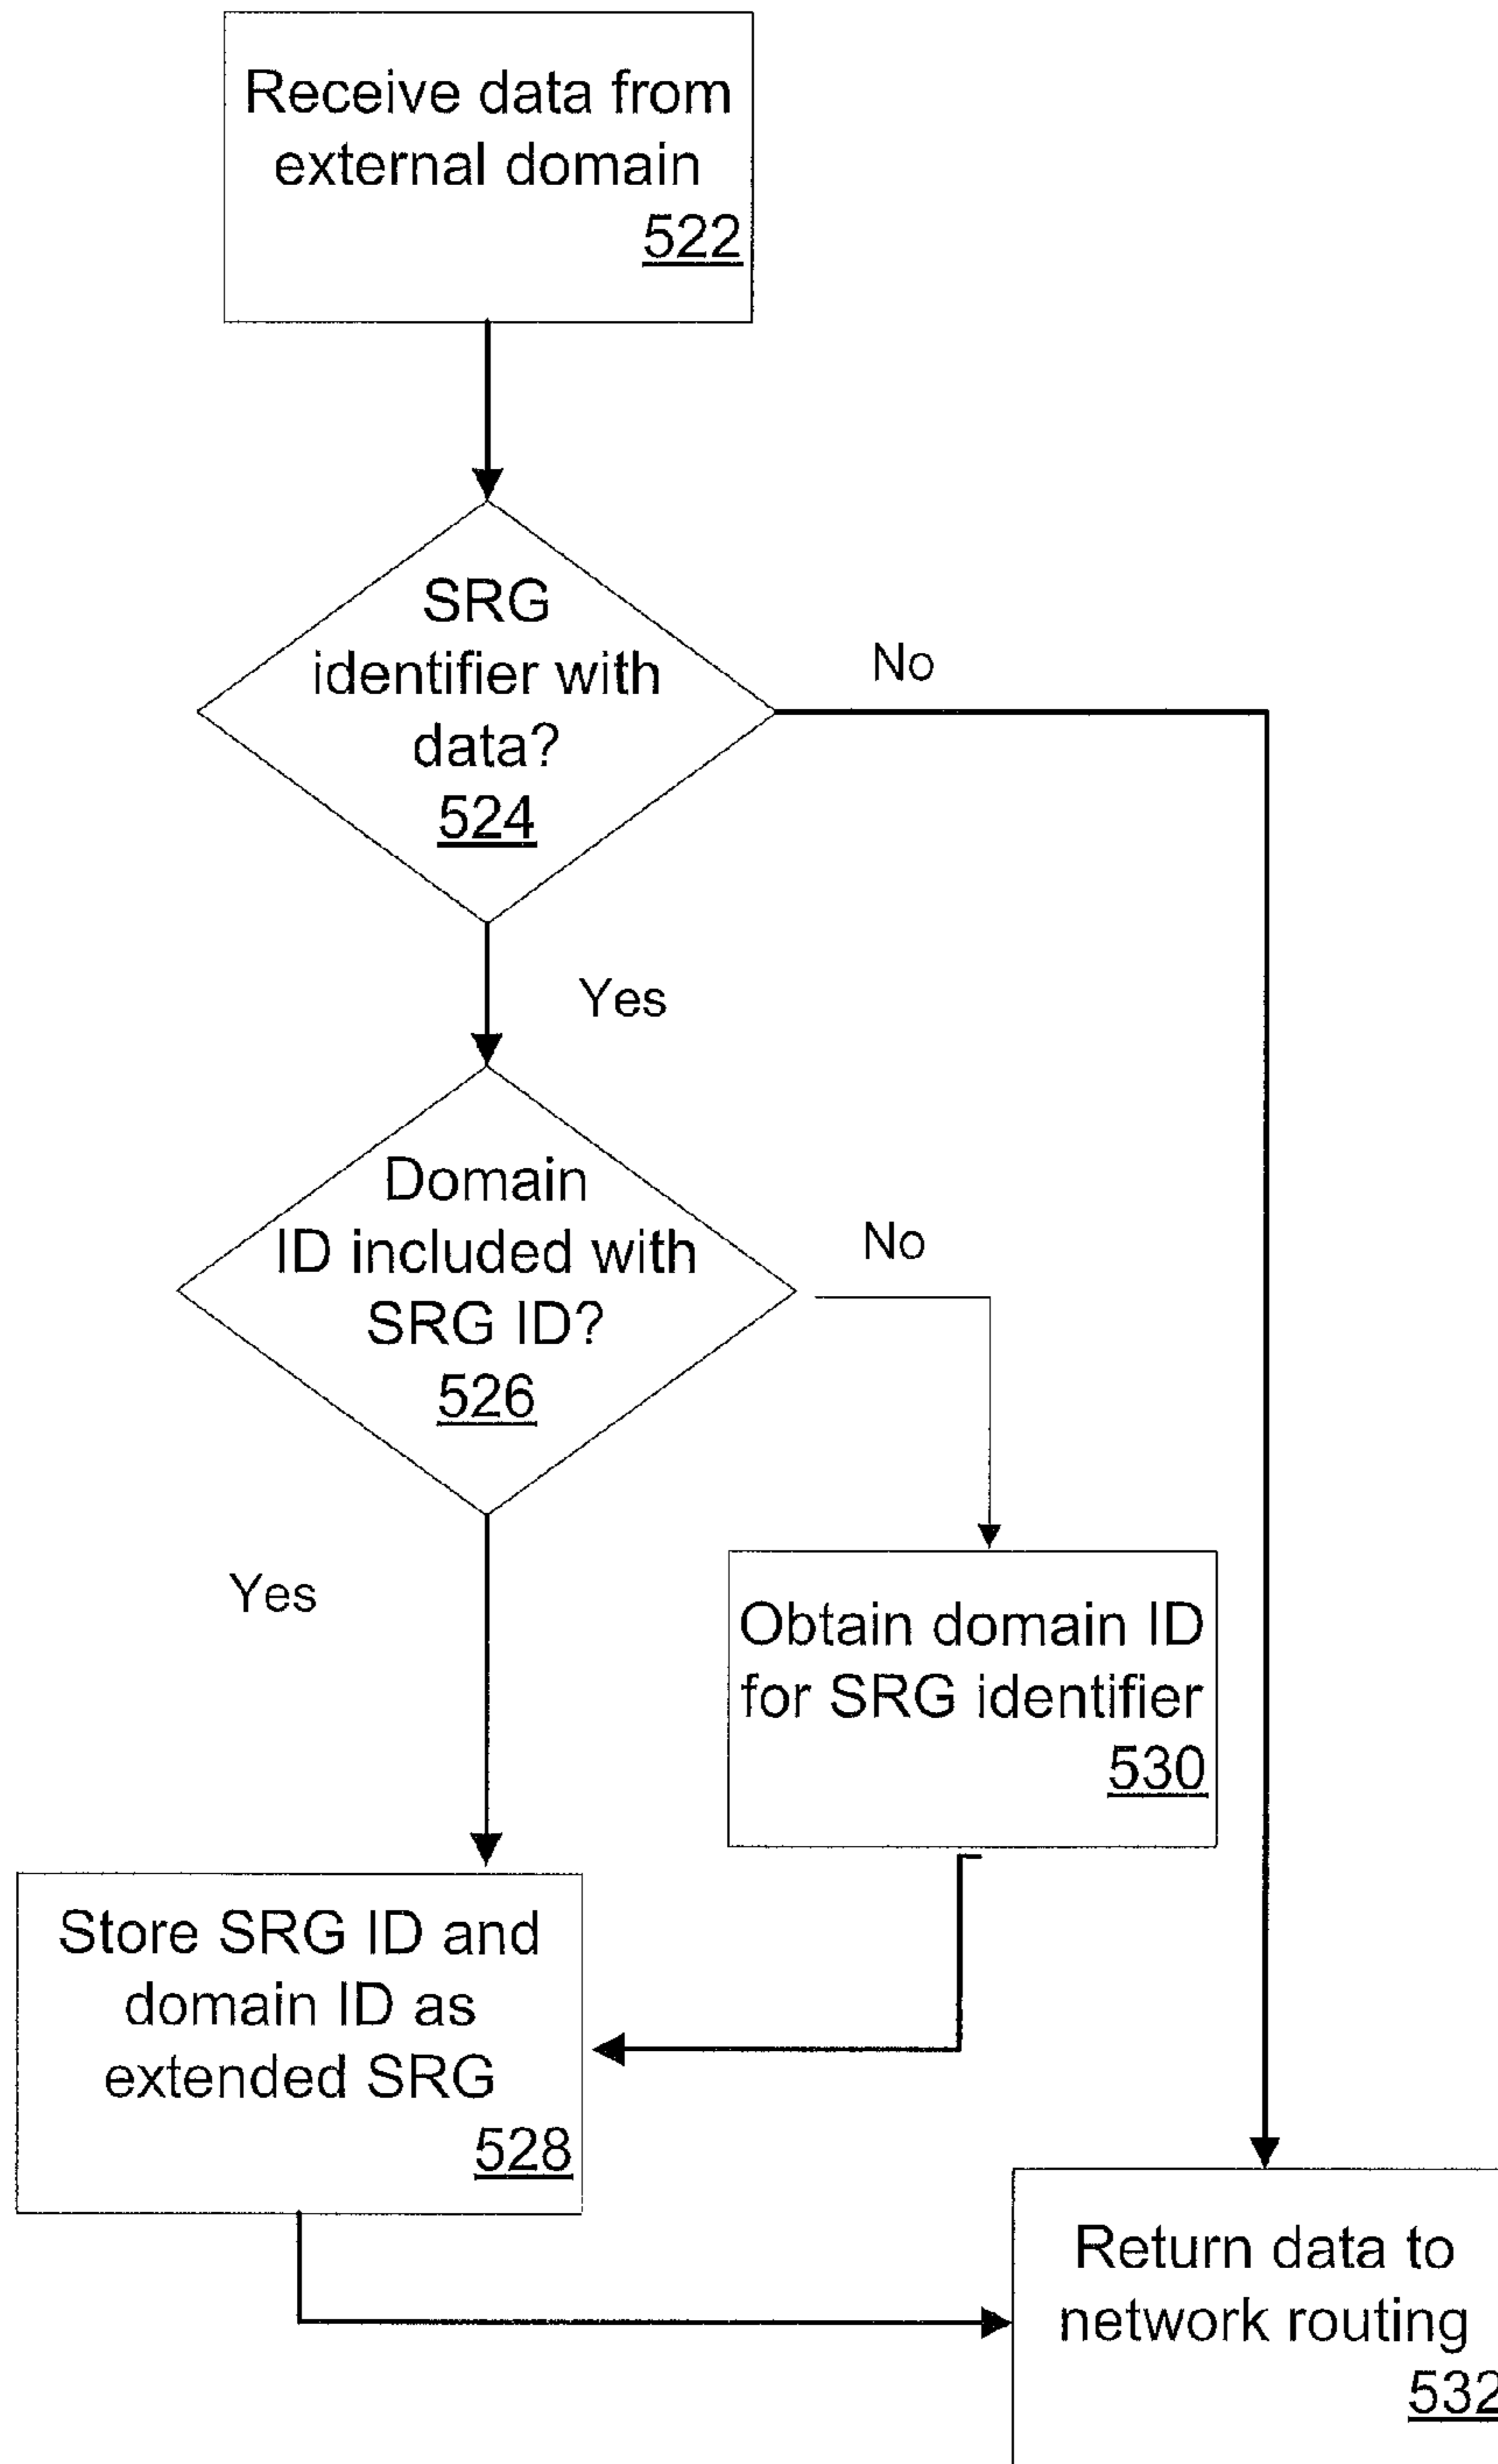 Receive data from
external domain
522
SRG
identifier with
data?
524
No
Yes
Domain
ID included with
SRG ID?
526
No
Yes
Obtain domain ID
for SRG identifier
530
Store SRG ID and
domain ID as
extended SRG
528
Return data to
network routing
532